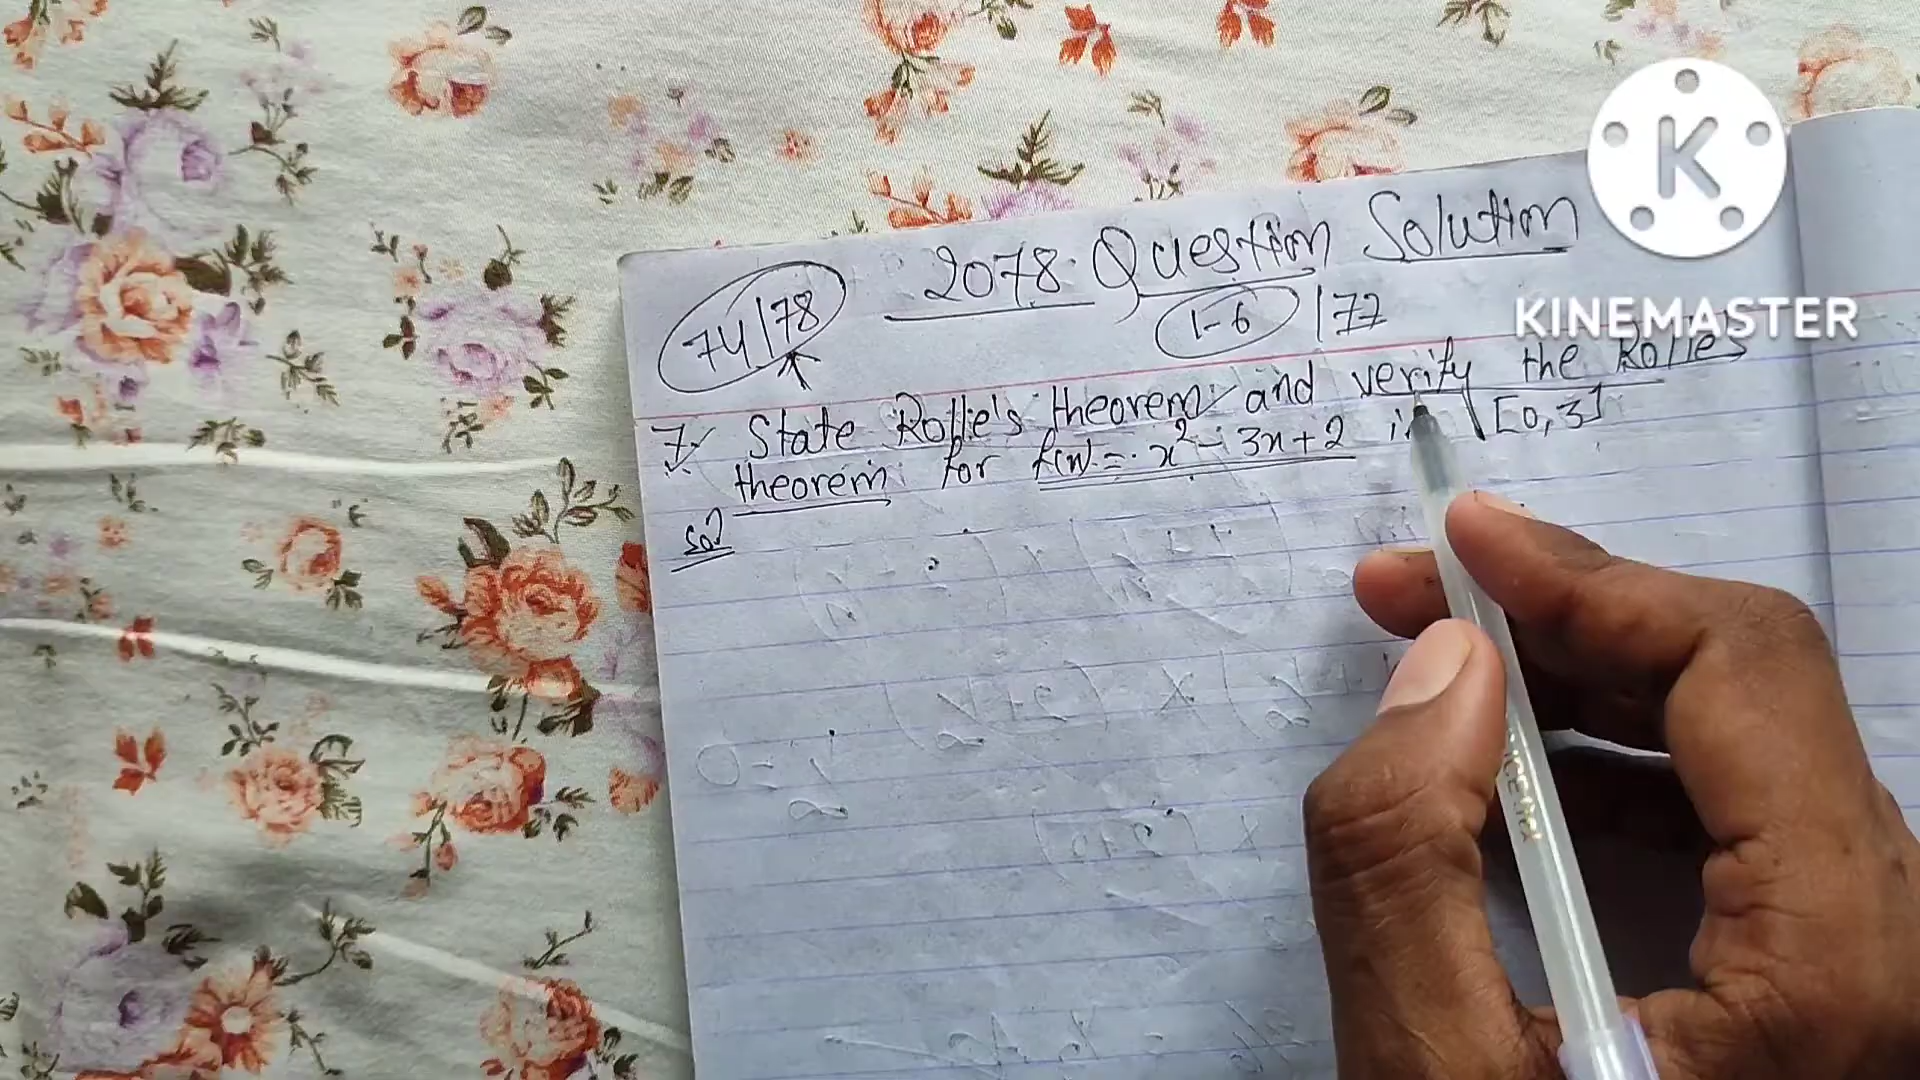 2078 Question Solution
74/78 1-6 /77
K
KINEMASTER
7. State Rolle's theorem and verify the Rolle's
theorem for f(x) = x² - 3x + 2 in [0, 3]
Solⁿ